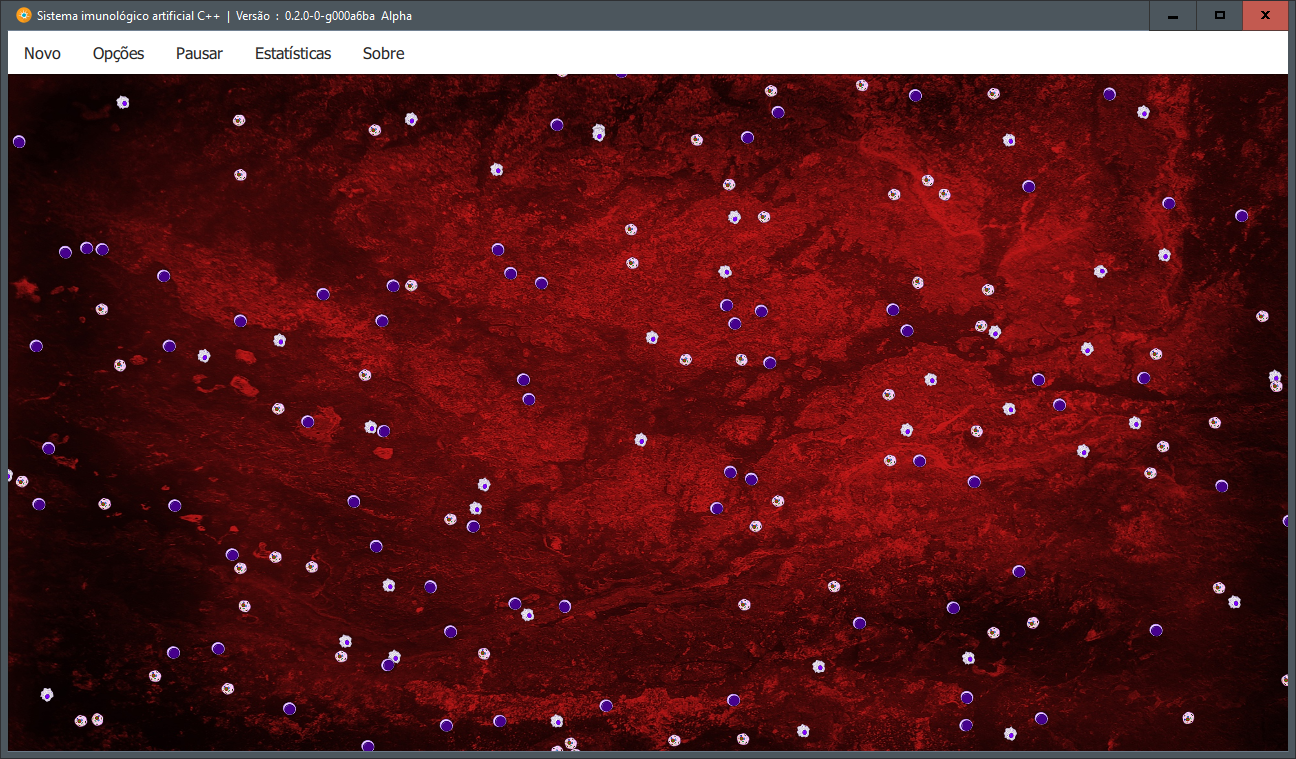 Sistema imunológico artificial C++ | Versão : 0.2.0-0-g000a6ba Alpha
Novo Opções Pausar Estatísticas Sobre